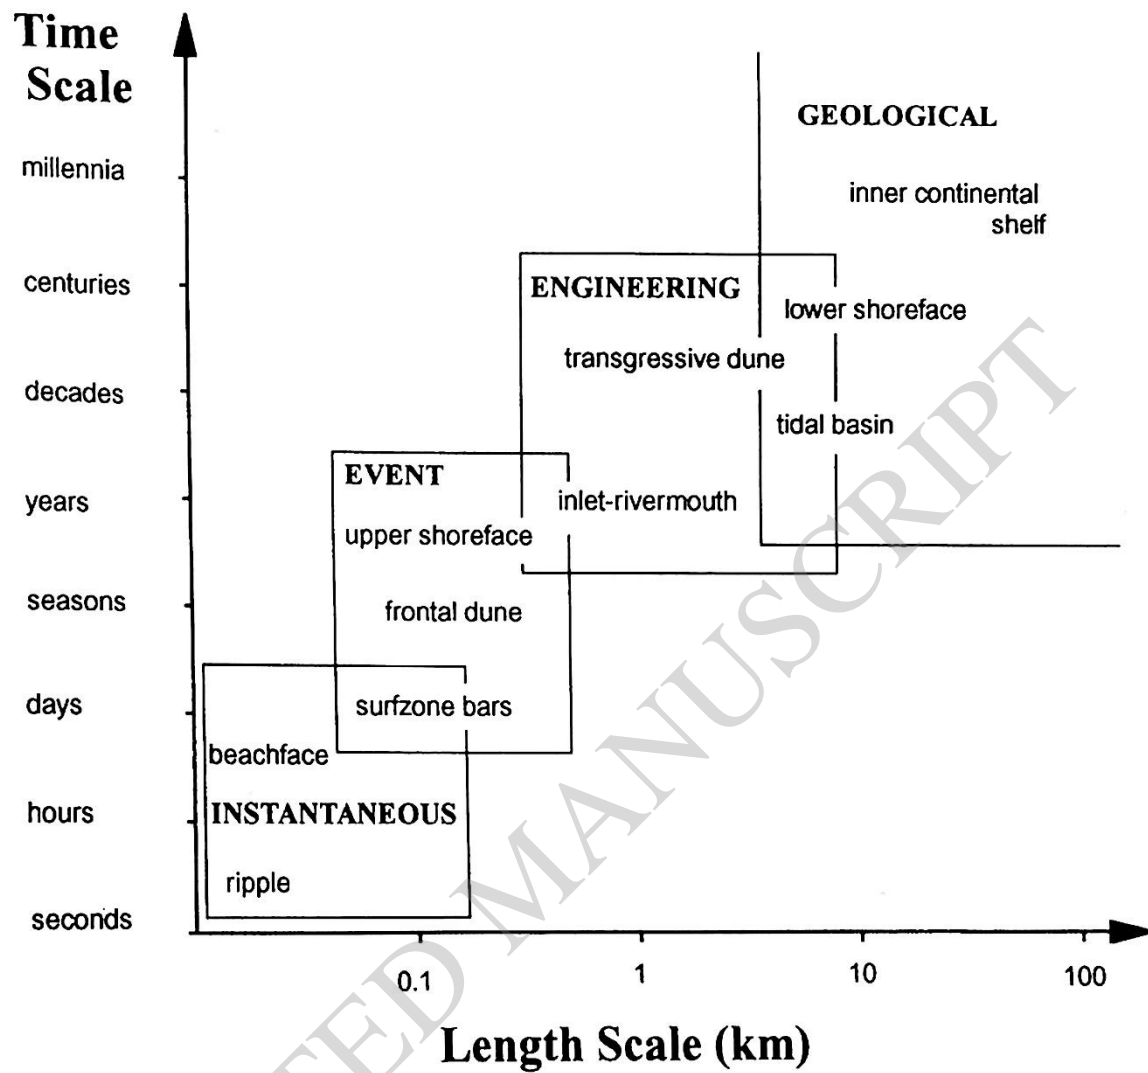 Time
Scale
GEOLOGICAL
millennia
inner continental
shelf
centuries
ENGINEERING
lower shoreface
transgressive dune
decades
tidal basin
EVENT
years
inlet-rivermouth
upper shoreface
seasons
frontal dune
days
surfzone bars
beachface
hours
INSTANTANEOUS
ripple
seconds
0.1
1
10
100
Length Scale (km)
TED MANUSCRIPT